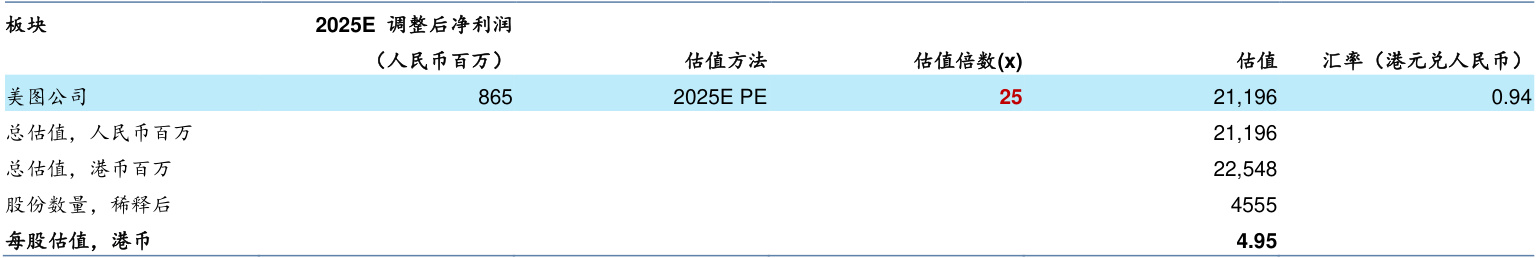 板块 2025E 调整后净利润
（人民币百万） 估值方法 估值倍数(x) 估值 汇率（港元兑人民币）
美图公司 865 2025E PE 25 21,196 0.94
总估值，人民币百万 21,196
总估值，港币百万 22,548
股份数量，稀释后 4555
每股估值，港币 4.95